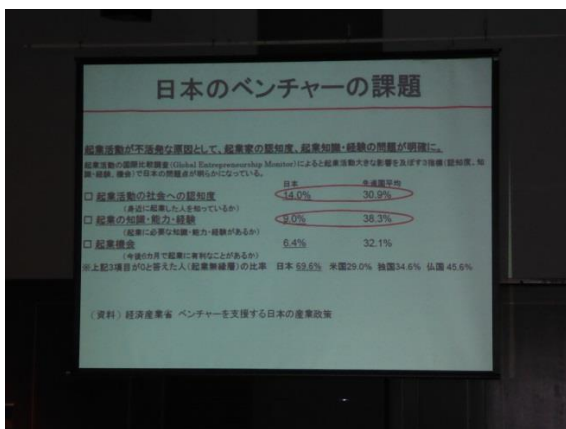 日本のベンチャーの課題
起業活動が不活発な原因として、起業家の認知度、起業知識・経験の問題が明確に。
起業活動の国際比較調査(Global Entrepreneurship Monitor)によると起業活動大きな影響を及ぼす3指標(認知度、知
識・経験、機会)で日本の問題点が明らかになっている。
日本 先進国平均
□ 起業活動の社会への認知度 14.0% 30.9%
(身近に起業した人を知っているか)
□ 起業の知識・能力・経験 9.0% 38.3%
(起業に必要な知識・能力・経験があるか)
□ 起業機会 6.4% 32.1%
(今後6カ月で起業に有利なことがあるか)
※上記3項目が0と答えた人(起業無縁層)の比率 日本 69.6% 米国29.0% 独国34.6% 仏国 45.6%
(資料)経済産業省 ベンチャーを支援する日本の産業政策